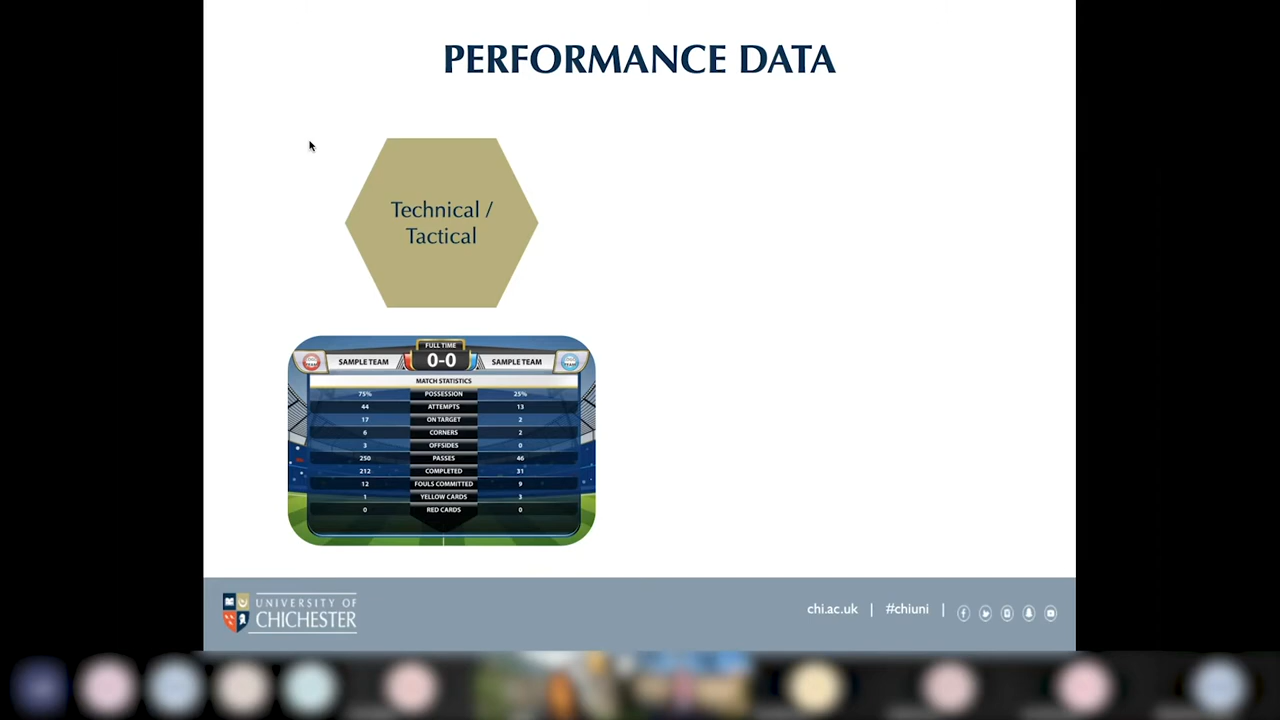 PERFORMANCE DATA
Technical /
Tactical
FULL TIME
SAMPLE TEAM 0-0 SAMPLE TEAM
MATCH STATISTICS
75% POSSESSION 25%
44 ATTEMPTS 13
17 ON TARGET 2
6 CORNERS 2
3 OFFSIDES 0
250 PASSES 46
212 COMPLETED 31
12 FOULS COMMITTED 9
1 YELLOW CARDS 3
0 RED CARDS 0
UNIVERSITY OF
CHICHESTER
chi.ac.uk | #chiuni |